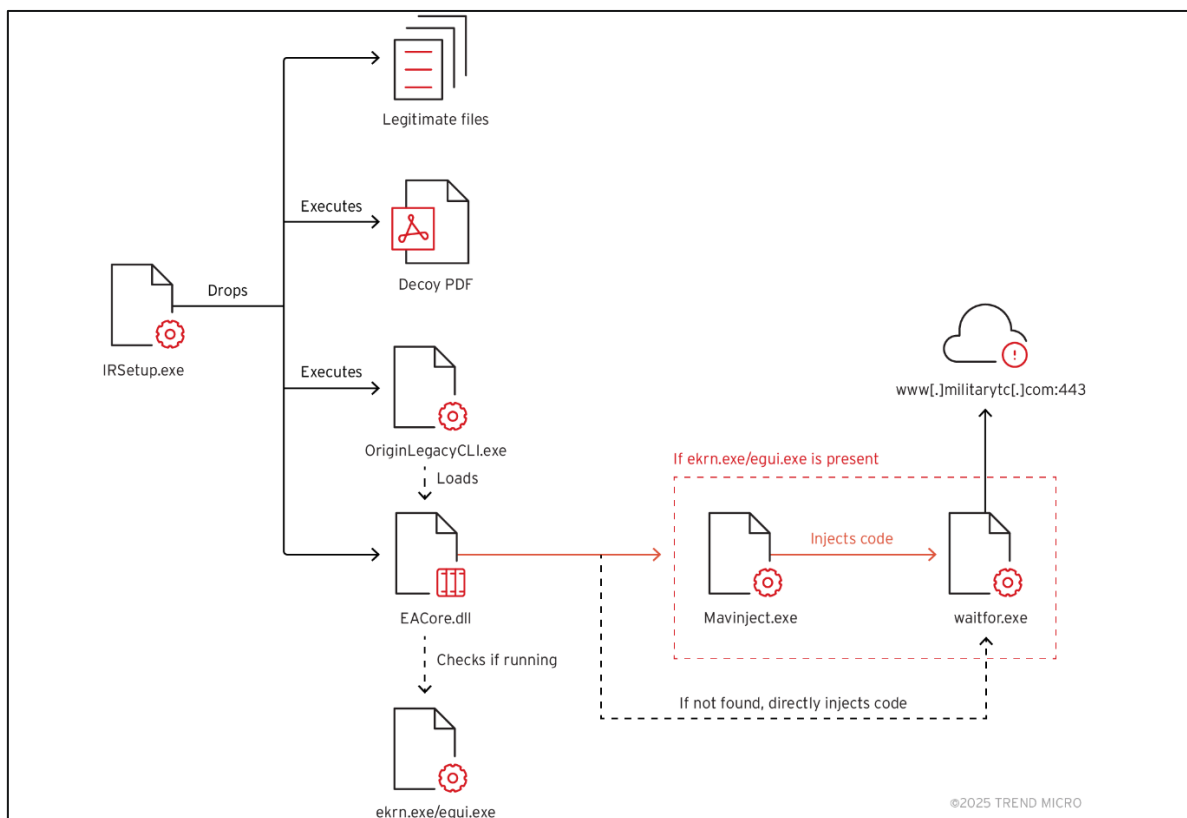 Legitimate files
Executes
Decoy PDF
Drops
IRSetup.exe
Executes
OriginLegacyCLI.exe
Loads
www[.]militarytc[.]com:443
If ekrn.exe/egui.exe is present
Injects code
EACore.dll
Mavinject.exe
waitfor.exe
Checks if running
If not found, directly injects code
ekrn.exe/egui.exe
©2025 TREND MICRO